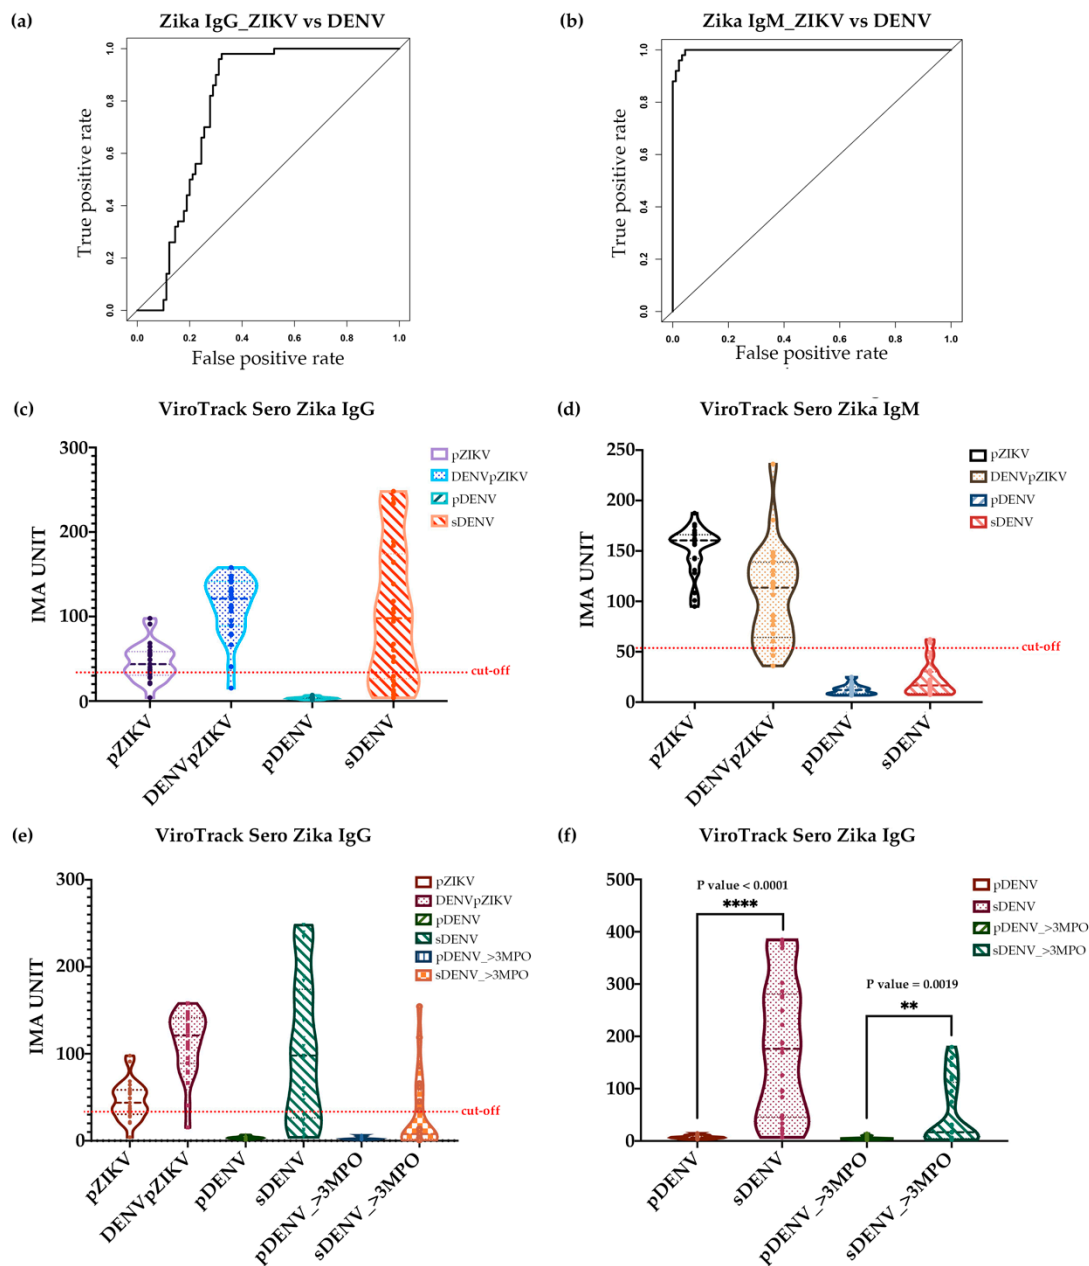 (a)
Zika IgG_ZIKV vs DENV
True positive rate
1.0
0.8
0.6
0.4
0.2
0.0
0.0 0.2 0.4 0.6 0.8 1.0
False positive rate
(b)
Zika IgM_ZIKV vs DENV
True positive rate
1.0
0.8
0.6
0.4
0.2
0.0
0.0 0.2 0.4 0.6 0.8 1.0
False positive rate
(c)
ViroTrack Sero Zika IgG
IMA UNIT
300
200
100
0
pZIKV
DENVpZIKV
pDENV
sDENV
cut-off
pZIKV DENVpZIKV pDENV sDENV
(d)
ViroTrack Sero Zika IgM
IMA UNIT
250
200
150
100
50
0
pZIKV
DENVpZIKV
pDENV
sDENV
cut-off
pZIKV DENVpZIKV pDENV sDENV
(e)
ViroTrack Sero Zika IgG
IMA UNIT
300
200
100
0
pZIKV
DENVpZIKV
pDENV
sDENV
pDENV_>3MPO
sDENV_>3MPO
cut-off
pZIKV DENVpZIKV pDENV sDENV pDENV_>3MPO sDENV_>3MPO
(f)
ViroTrack Sero Zika IgG
IMA UNIT
500
400
300
200
100
0
P value < 0.0001
****
P value = 0.0019
**
pDENV
sDENV
pDENV_>3MPO
sDENV_>3MPO
pDENV sDENV pDENV_>3MPO sDENV_>3MPO